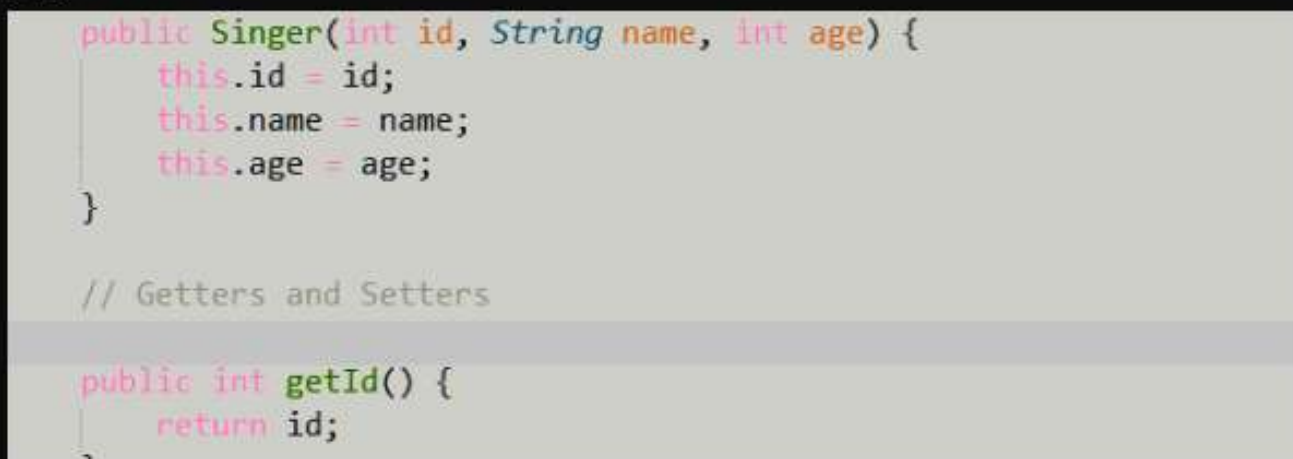 public Singer(int id, String name, int age) {
this.id = id;
this.name = name;
this.age = age;
}
// Getters and Setters
public int getId() {
return id;
}